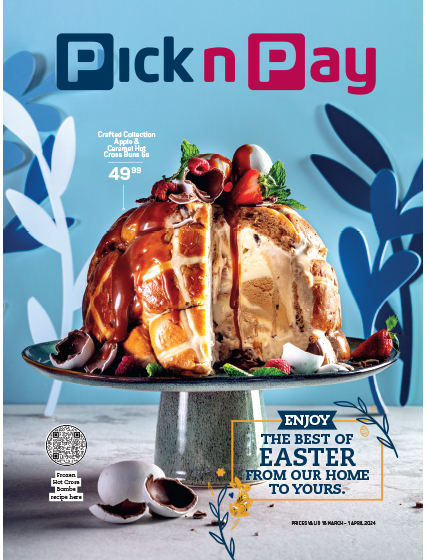 Pick n Pay
Crafted Collection
Apple &
Caramel Hot
Cross Buns 6s
49 99
ENJOY
THE BEST OF
EASTER
FROM OUR HOME
TO YOURS.
Frozen
Hot Cross
Bombe
recipe here
PRICES VALID 18 MARCH – 1 APRIL 2024